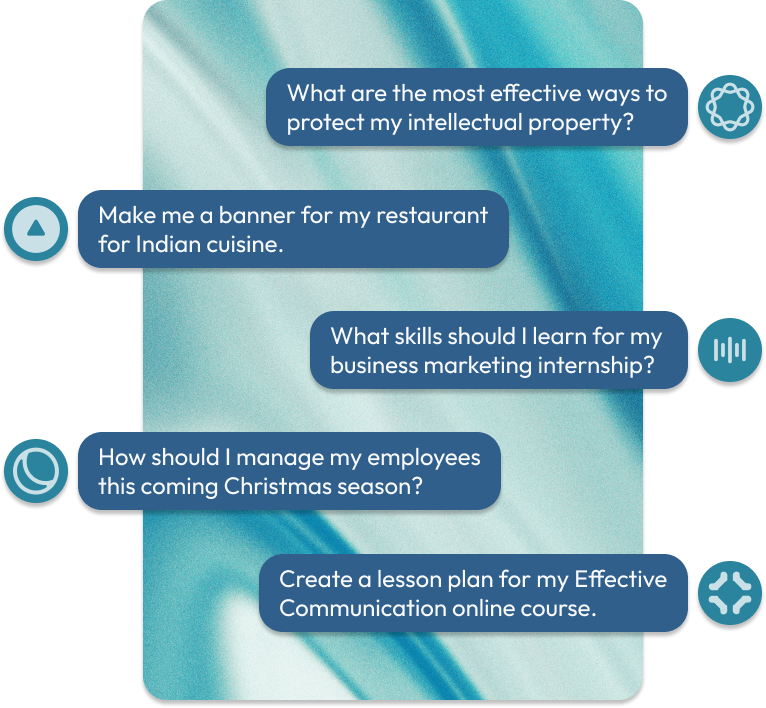 What are the most effective ways to
protect my intellectual property?
Make me a banner for my restaurant
for Indian cuisine.
What skills should I learn for my
business marketing internship?
How should I manage my employees
this coming Christmas season?
Create a lesson plan for my Effective
Communication online course.